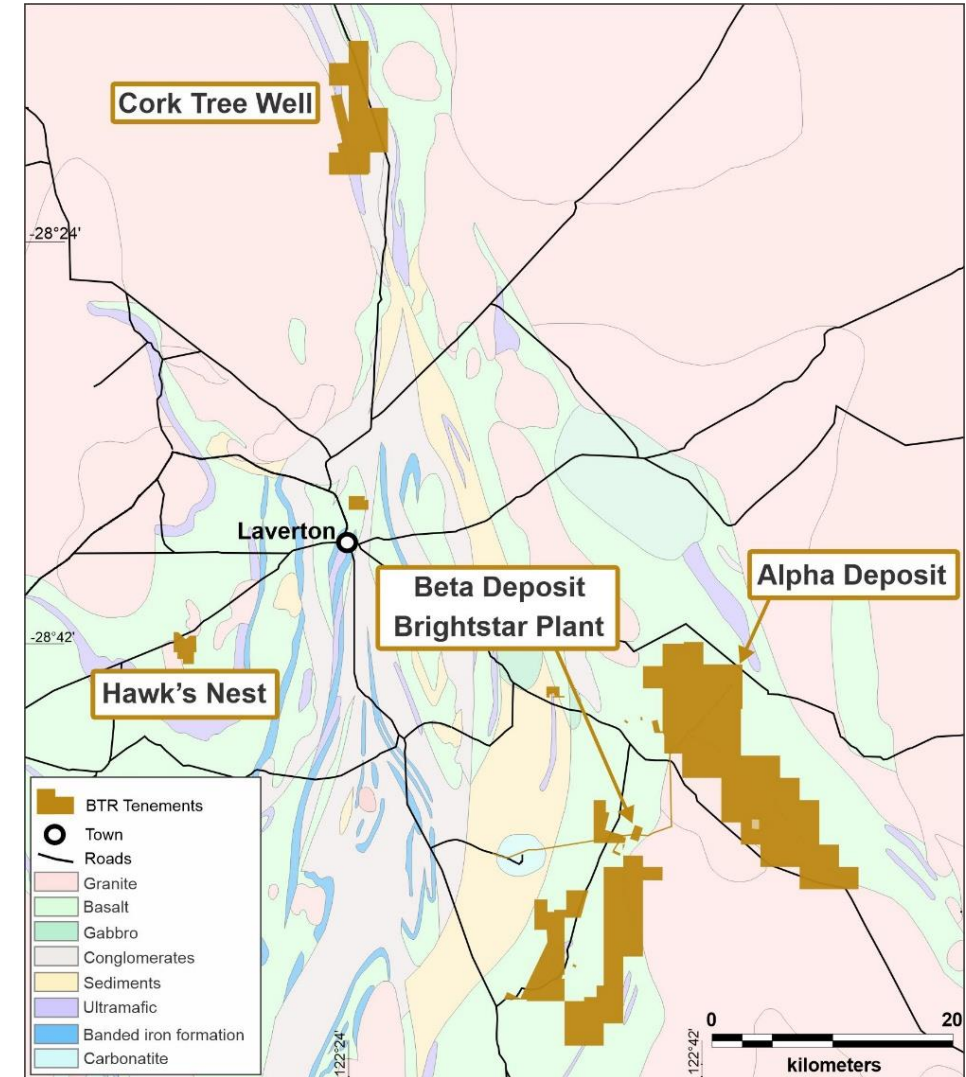 Cork Tree Well
-28°24'
Laverton
Beta Deposit
Brightstar Plant
Alpha Deposit
-28°42'
Hawk's Nest
BTR Tenements
Town
Roads
Granite
Basalt
Gabbro
Conglomerates
Sediments
Ultramafic
Banded iron formation
Carbonatite
122°24'
122°42'
0 20
kilometers